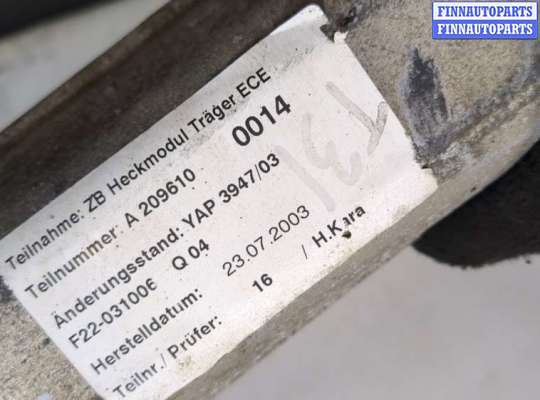 FINNAUTOPARTS
FINNAUTOPARTS
Teilnahme: ZB Heckmodul Träger ECE
Teilnummer: A 209610 0014
Änderungsstand: YAP 3947/03
F22-031006 Q 04
Herstelldatum: 23.07.2003
Teilnr./ Prüfer: 16 / H.Kara